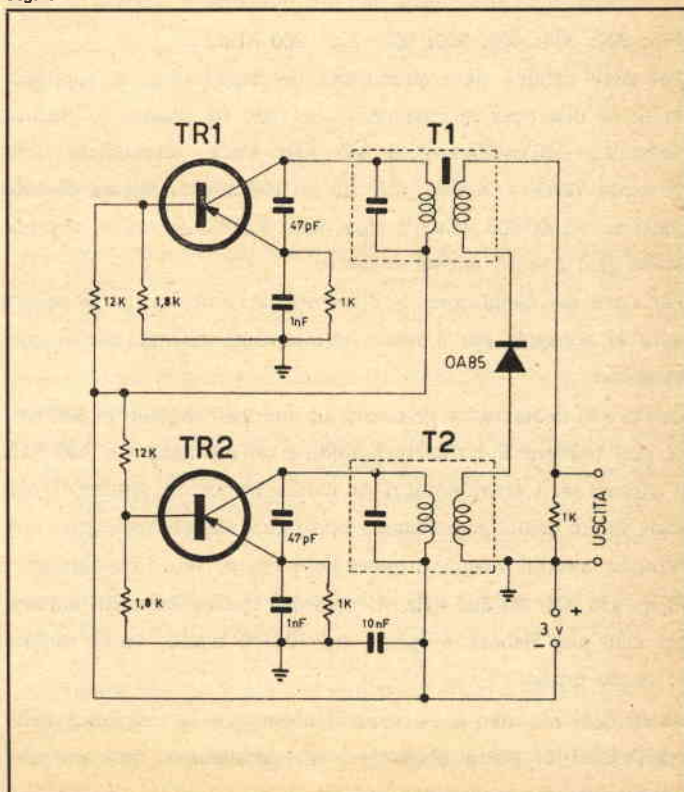 TR1
T1
47pF
12K
1,8k
1nF
1K
OA85
12K
TR2
T2
47pF
1K
USCITA
1,8K
1nF
1K
10nF
+
3 v
−